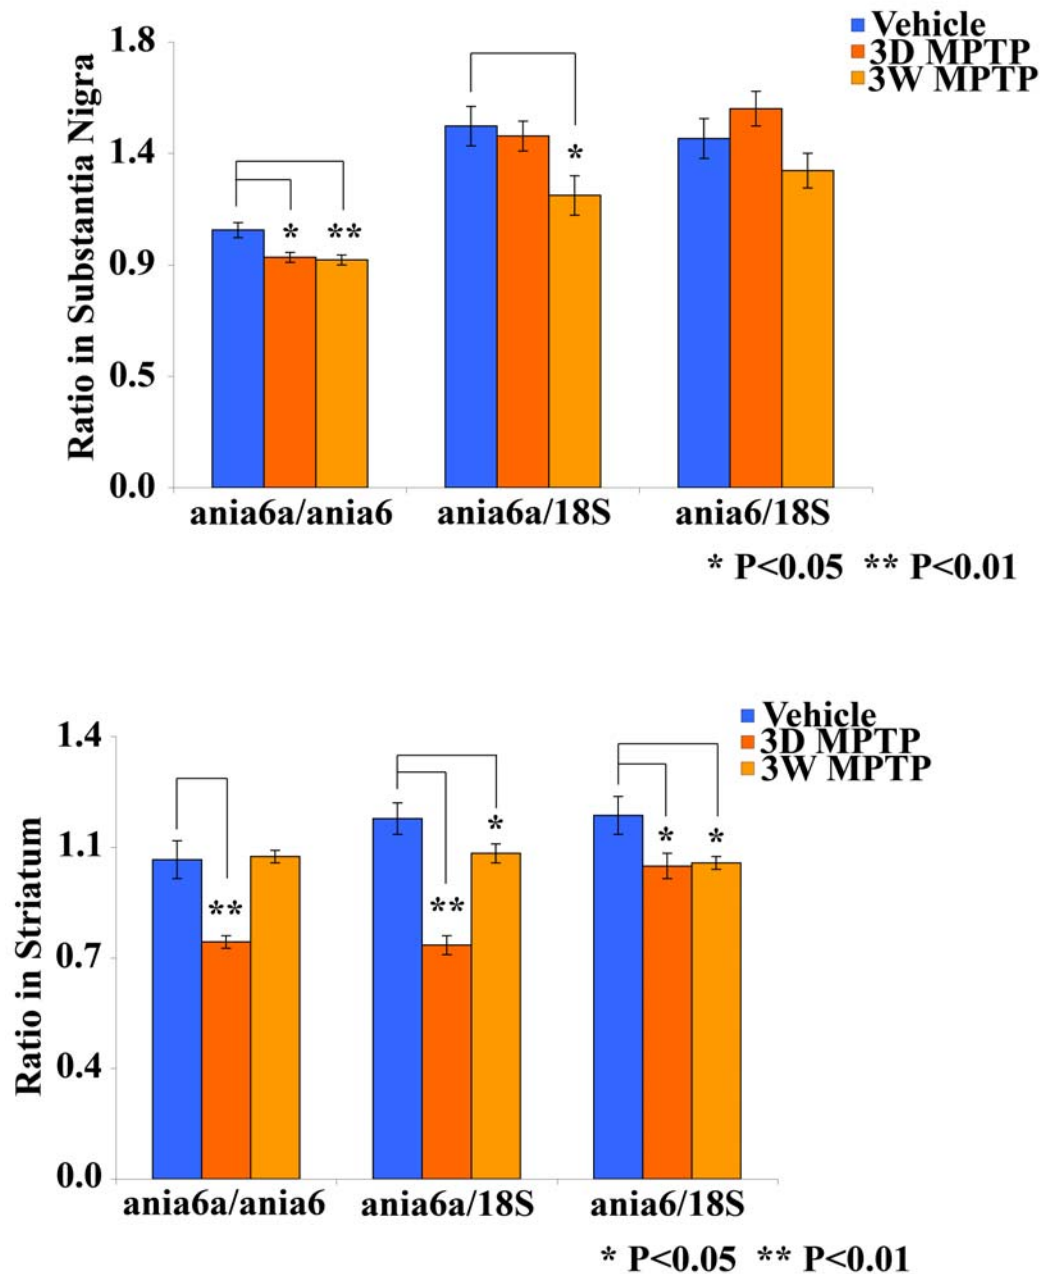 Vehicle
3D MPTP
3W MPTP
Ratio in Substantia Nigra
1.8
1.4
0.9
0.5
0.0
*
**
*
ania6a/ania6
ania6a/18S
ania6/18S
* P<0.05 ** P<0.01
Vehicle
3D MPTP
3W MPTP
Ratio in Striatum
1.4
1.1
0.7
0.4
0.0
**
**
*
*
*
ania6a/ania6
ania6a/18S
ania6/18S
* P<0.05 ** P<0.01